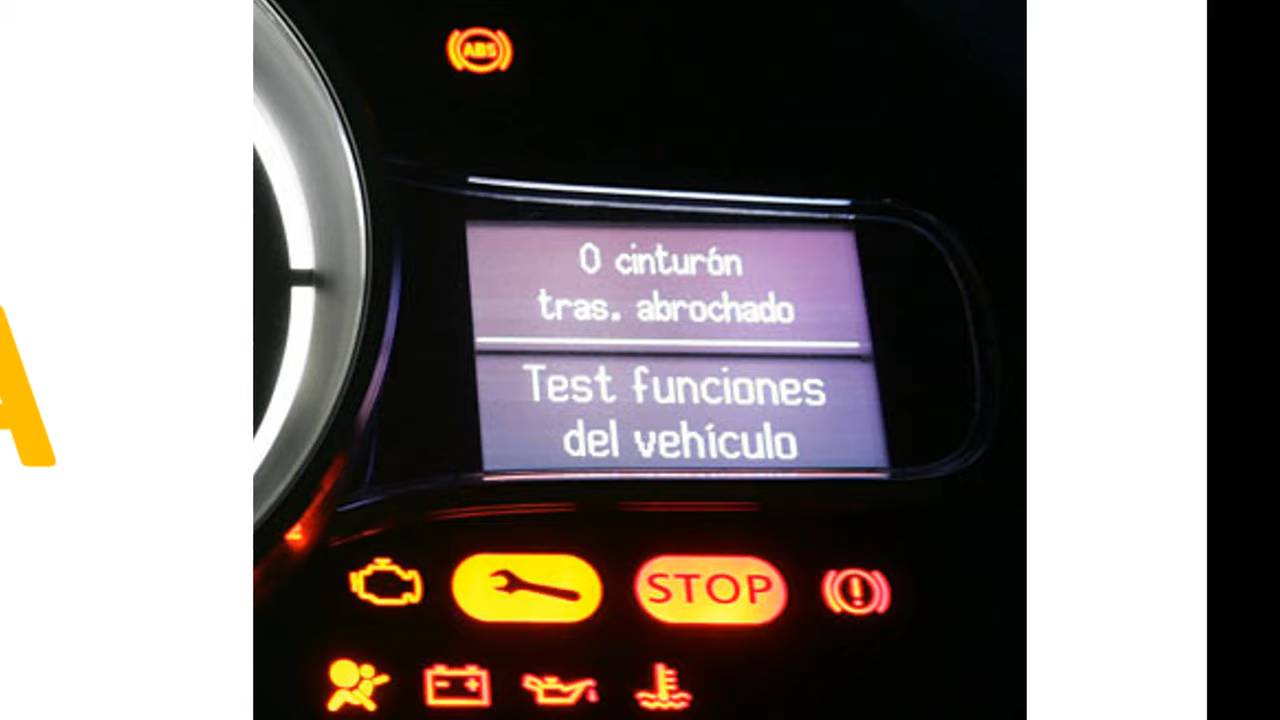 ABS
0 cinturón
tras. abrochado
Test funciones
del vehículo
STOP
A